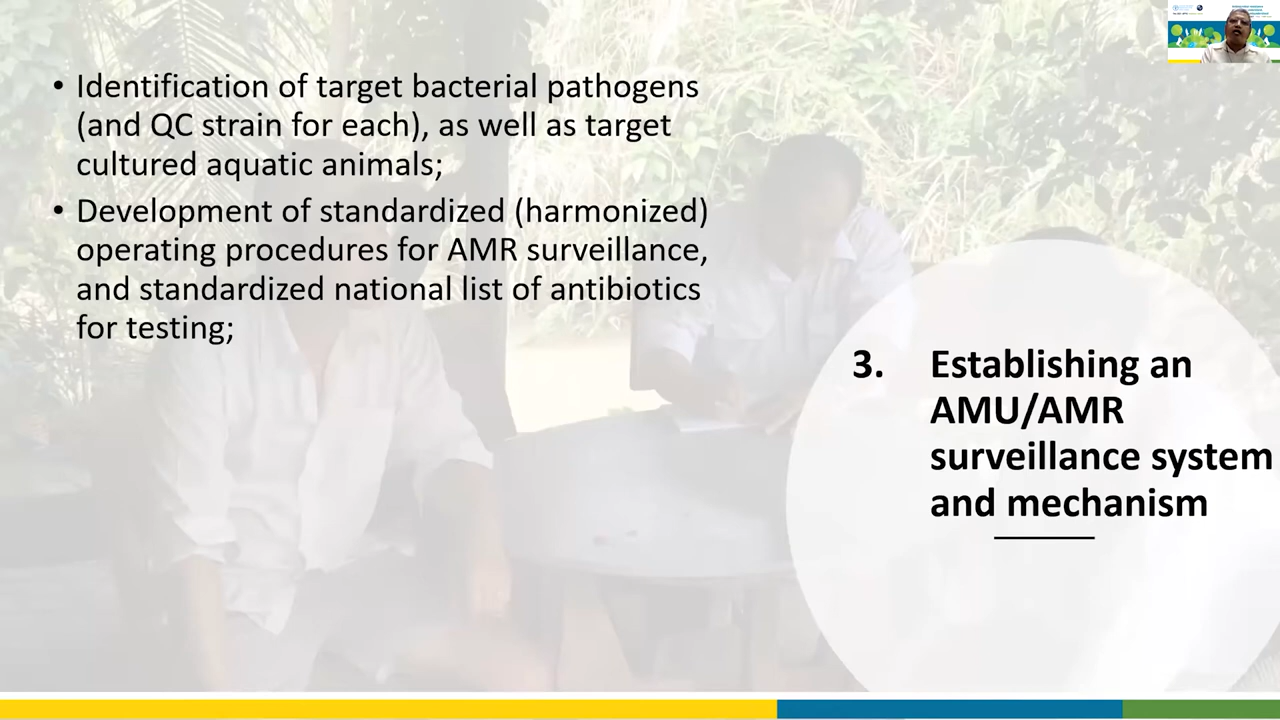 • Identification of target bacterial pathogens
(and QC strain for each), as well as target
cultured aquatic animals;
• Development of standardized (harmonized)
operating procedures for AMR surveillance,
and standardized national list of antibiotics
for testing;
3. Establishing an
AMU/AMR
surveillance system
and mechanism